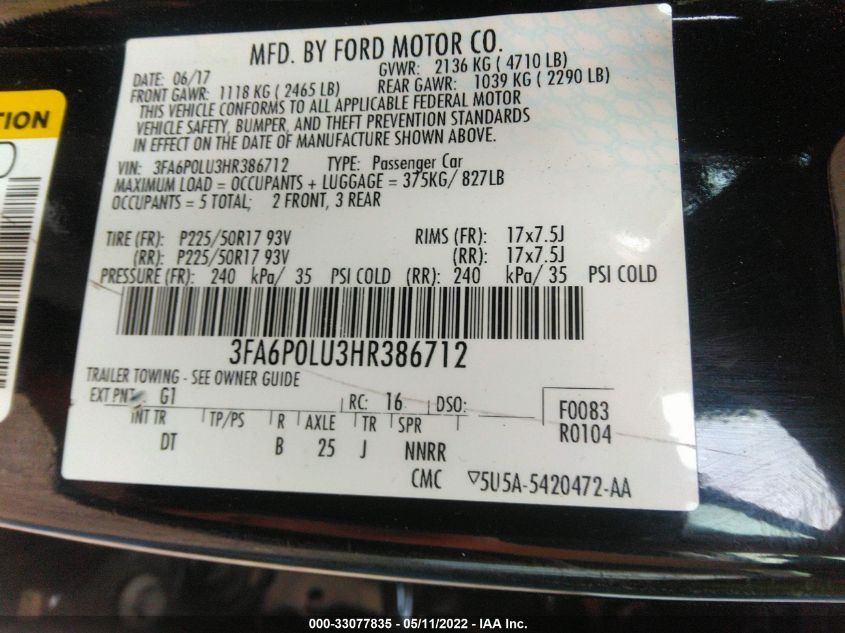 MFD. BY FORD MOTOR CO.
DATE: 06/17 GVWR: 2136 KG ( 4710 LB)
FRONT GAWR: 1118 KG ( 2465 LB) REAR GAWR: 1039 KG ( 2290 LB)
THIS VEHICLE CONFORMS TO ALL APPLICABLE FEDERAL MOTOR
VEHICLE SAFETY, BUMPER, AND THEFT PREVENTION STANDARDS
IN EFFECT ON THE DATE OF MANUFACTURE SHOWN ABOVE.
VIN: 3FA6P0LU3HR386712 TYPE: Passenger Car
MAXIMUM LOAD = OCCUPANTS + LUGGAGE = 375KG/ 827LB
OCCUPANTS = 5 TOTAL; 2 FRONT, 3 REAR
TIRE (FR): P225/50R17 93V RIMS (FR): 17x7.5J
(RR): P225/50R17 93V (RR): 17x7.5J
PRESSURE (FR): 240 kPa/ 35 PSI COLD (RR): 240 kPa/ 35 PSI COLD
3FA6P0LU3HR386712
TRAILER TOWING - SEE OWNER GUIDE
EXT PNT: G1 RC: 16 DSO: F0083
INT TR TP/PS R AXLE TR SPR R0104
DT B 25 J NNRR
CMC ▽5U5A-5420472-AA
TION
000-33077835 - 05/11/2022 - IAA Inc.